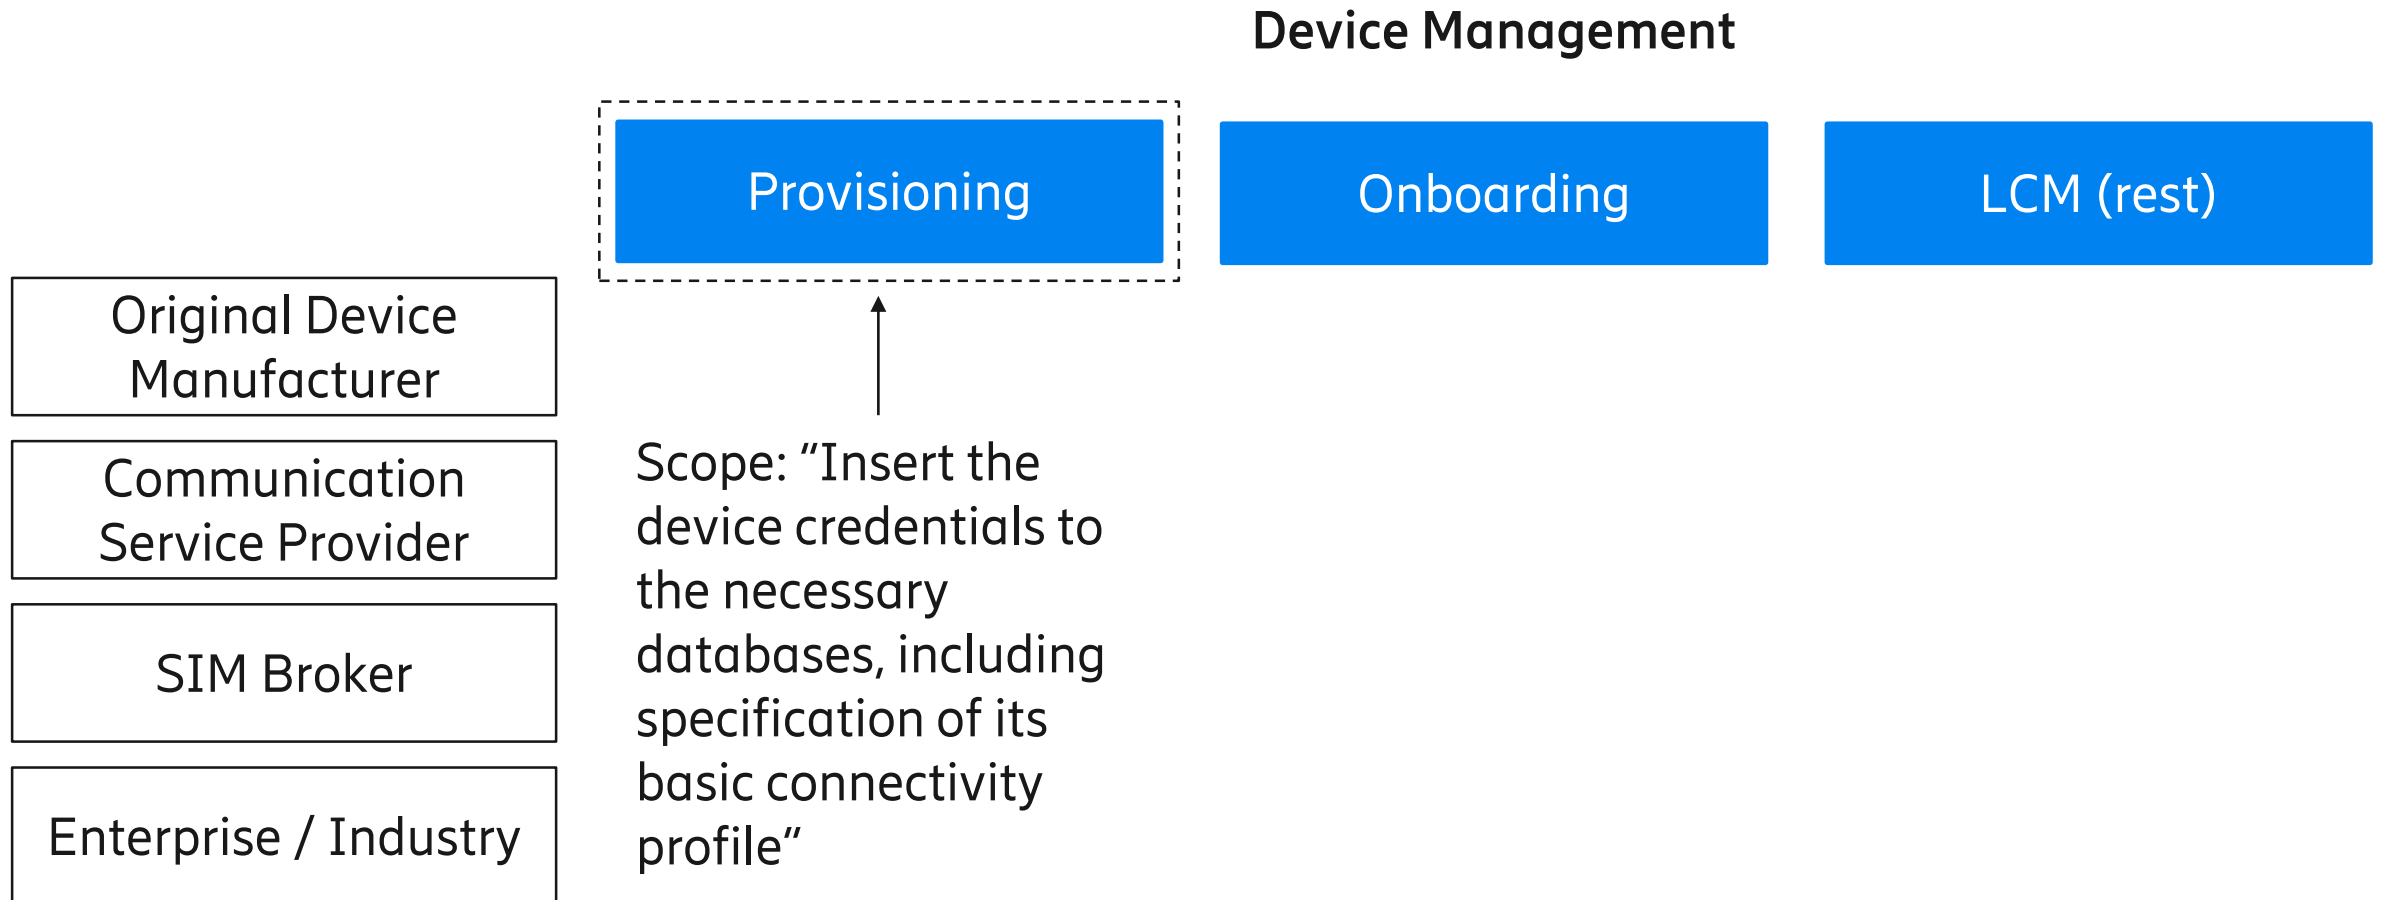 Device Management
Provisioning
Onboarding
LCM (rest)
Original Device
Manufacturer
Communication
Service Provider
SIM Broker
Enterprise / Industry
Scope: “Insert the
device credentials to
the necessary
databases, including
specification of its
basic connectivity
profile”